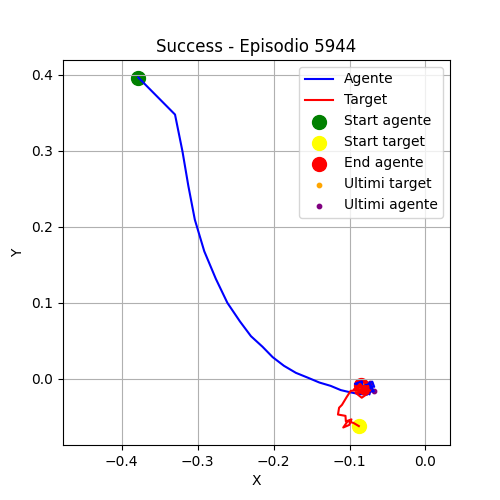 Success - Episodio 5944
Agente
Target
Start agente
Start target
End agente
Ultimi target
Ultimi agente
0.4
0.3
0.2
0.1
0.0
Y
−0.4
−0.3
−0.2
−0.1
0.0
X